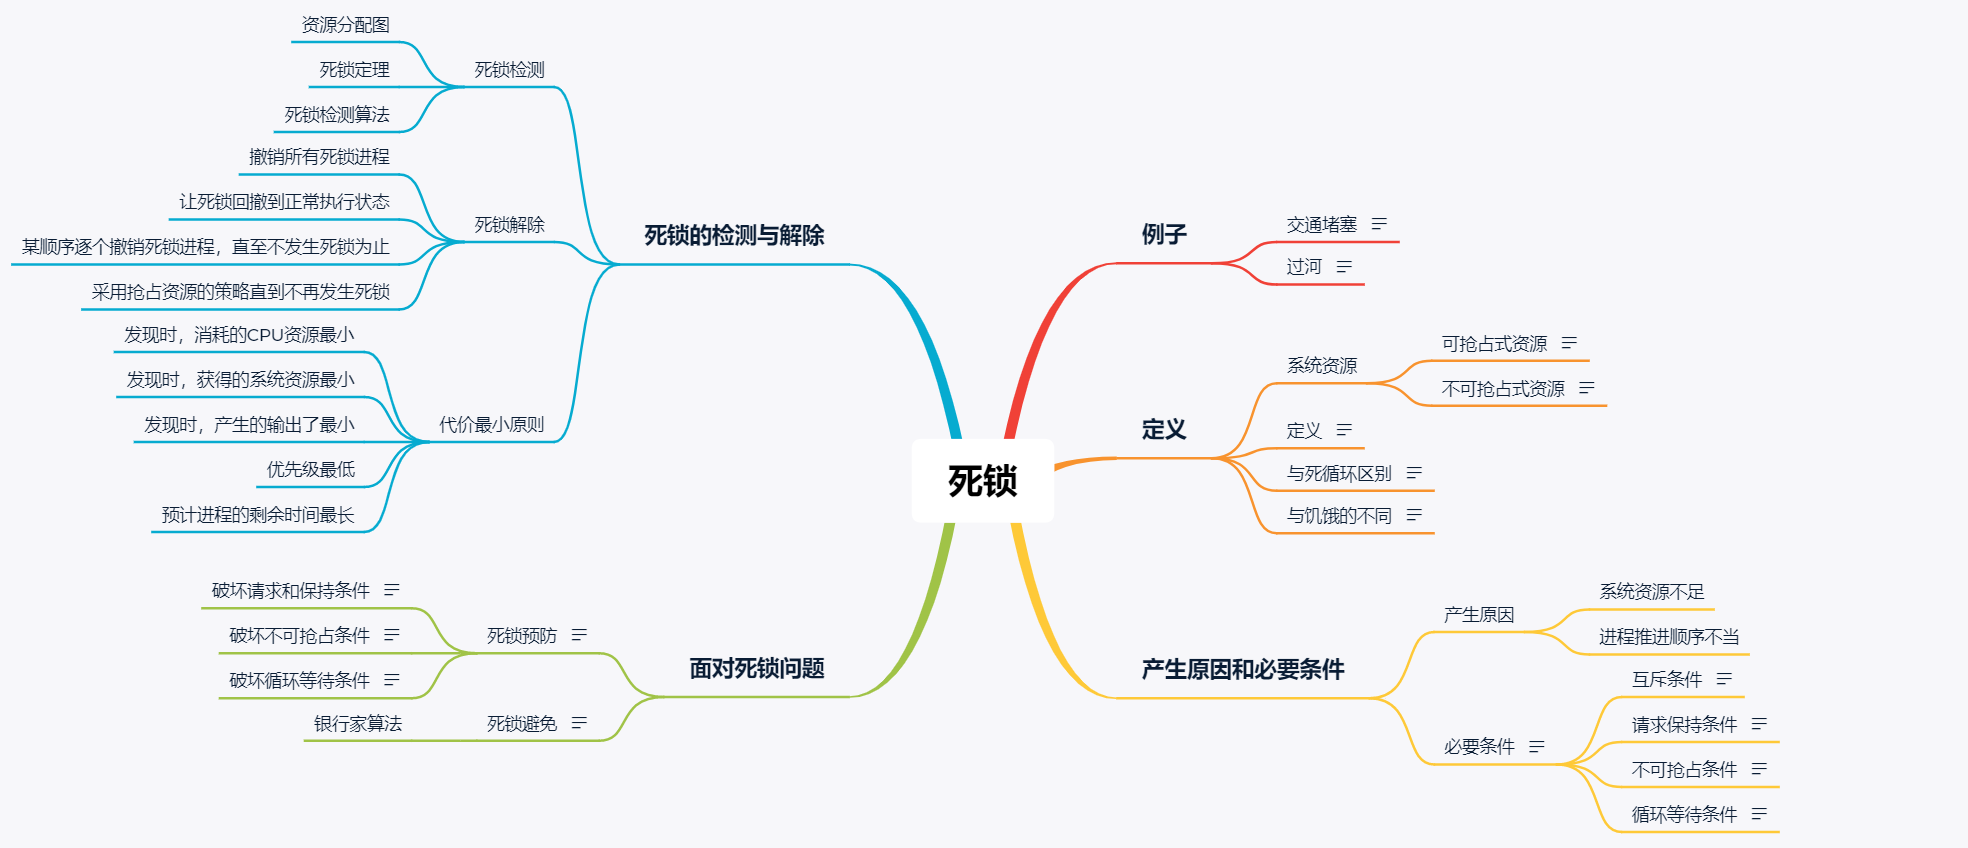 死锁
例子
交通堵塞
过河
定义
系统资源
可抢占式资源
不可抢占式资源
定义
与死循环区别
与饥饿的不同
产生原因和必要条件
产生原因
系统资源不足
进程推进顺序不当
必要条件
互斥条件
请求保持条件
不可抢占条件
循环等待条件
面对死锁问题
死锁预防
破坏请求和保持条件
破坏不可抢占条件
破坏循环等待条件
死锁避免
银行家算法
死锁的检测与解除
死锁检测
资源分配图
死锁定理
死锁检测算法
死锁解除
撤销所有死锁进程
让死锁回撤到正常执行状态
某顺序逐个撤销死锁进程，直至不发生死锁为止
采用抢占资源的策略直到不再发生死锁
代价最小原则
发现时，消耗的CPU资源最小
发现时，获得的系统资源最小
发现时，产生的输出了最小
优先级最低
预计进程的剩余时间最长